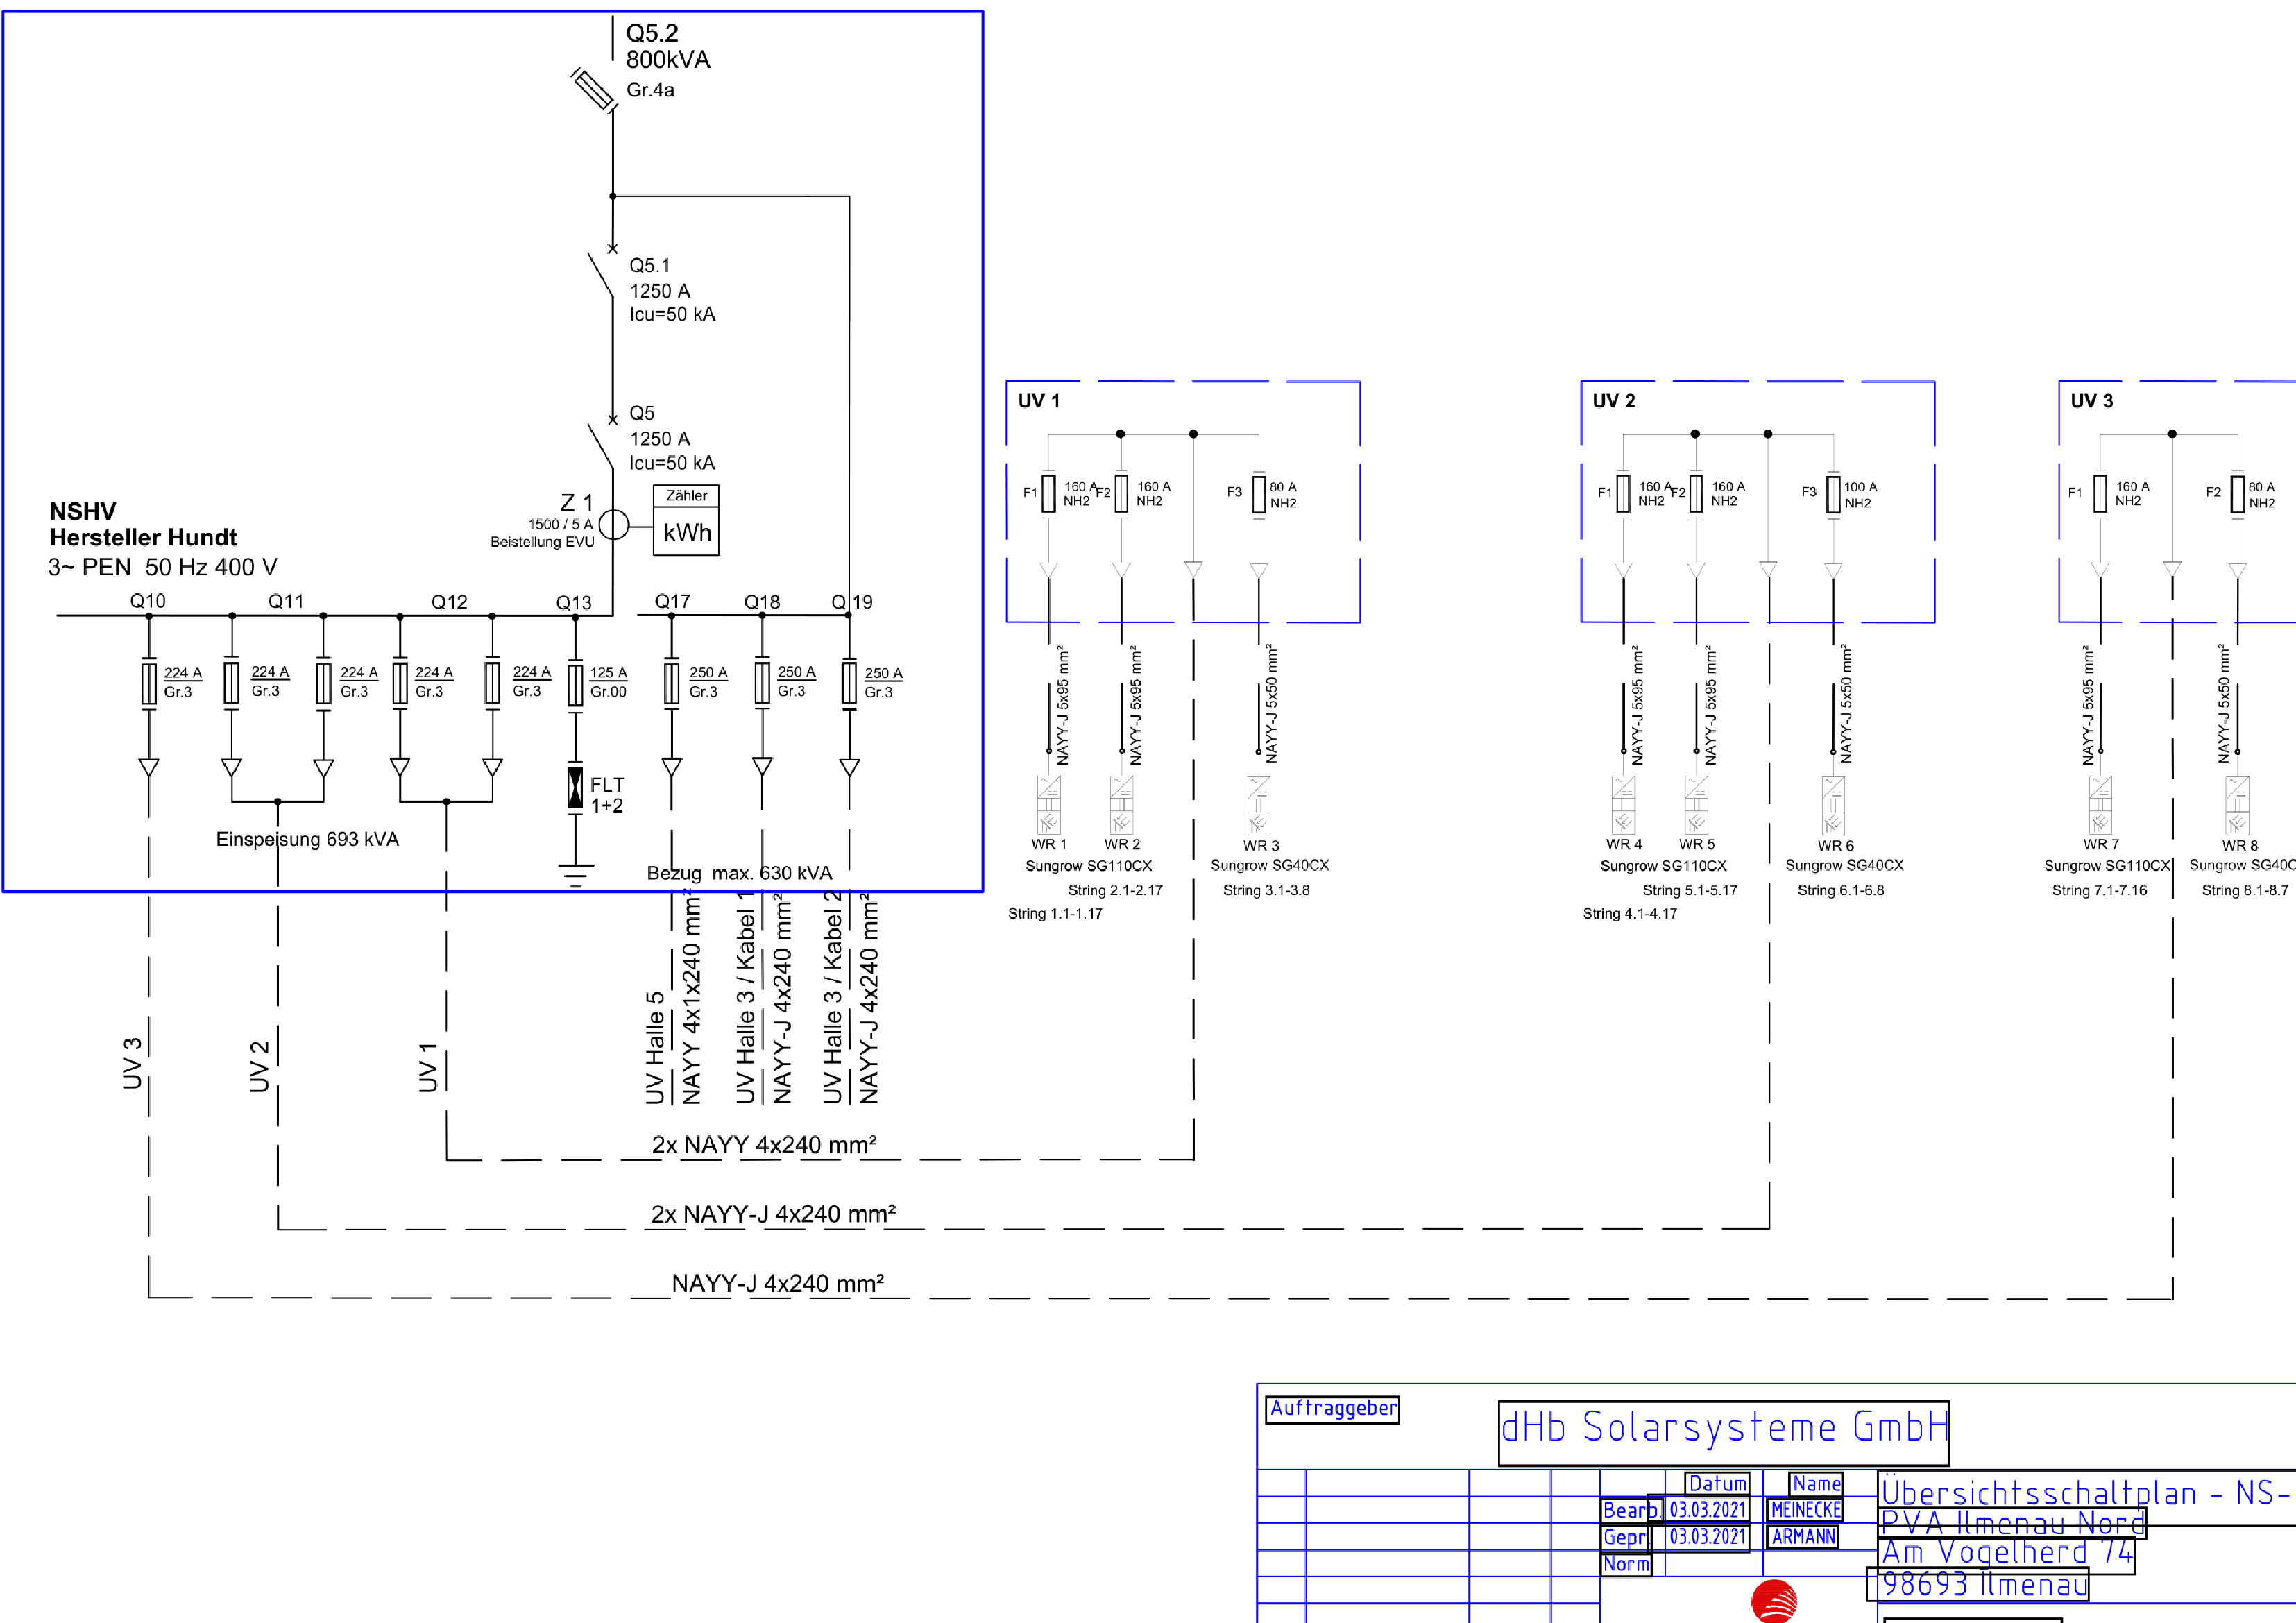 Q5.2
800kVA
Gr.4a
Q5.1
1250 A
Icu=50 kA
Q5
1250 A
Icu=50 kA
Z 1
1500 / 5 A
Beistellung EVU
Zähler
kWh
NSHV
Hersteller Hundt
3~ PEN 50 Hz 400 V
Q10
Q11
Q12
Q13
Q17
Q18
Q19
224 A
Gr.3
224 A
Gr.3
224 A
Gr.3
224 A
Gr.3
224 A
Gr.3
125 A
Gr.00
250 A
Gr.3
250 A
Gr.3
250 A
Gr.3
FLT
1+2
Einspeisung 693 kVA
Bezug max. 630 kVA
UV 3
UV 2
UV 1
UV Halle 5
NAYY 4x1x240 mm²
UV Halle 3 / Kabel 1
NAYY-J 4x240 mm²
UV Halle 3 / Kabel 2
NAYY-J 4x240 mm²
2x NAYY 4x240 mm²
2x NAYY-J 4x240 mm²
NAYY-J 4x240 mm²
UV 1
F1
160 A
NH2
F2
160 A
NH2
F3
80 A
NH2
NAYY-J 5x95 mm²
NAYY-J 5x95 mm²
NAYY-J 5x50 mm²
WR 1
WR 2
WR 3
Sungrow SG110CX
Sungrow SG40CX
String 2.1-2.17
String 3.1-3.8
String 1.1-1.17
UV 2
F1
160 A
NH2
F2
160 A
NH2
F3
100 A
NH2
NAYY-J 5x95 mm²
NAYY-J 5x95 mm²
NAYY-J 5x50 mm²
WR 4
WR 5
WR 6
Sungrow SG110CX
Sungrow SG40CX
String 5.1-5.17
String 6.1-6.8
String 4.1-4.17
UV 3
F1
160 A
NH2
F2
80 A
NH2
NAYY-J 5x95 mm²
NAYY-J 5x50 mm²
WR 7
WR 8
Sungrow SG110CX
Sungrow SG40C
String 7.1-7.16
String 8.1-8.7
Auftraggeber
dHb Solarsysteme GmbH
Datum
Name
Bearb.
03.03.2021
MEINECKE
Gepr.
03.03.2021
ARMANN
Norm
Übersichtsschaltplan - NS-
PVA Ilmenau Nord
Am Vogelherd 74
98693 Ilmenau